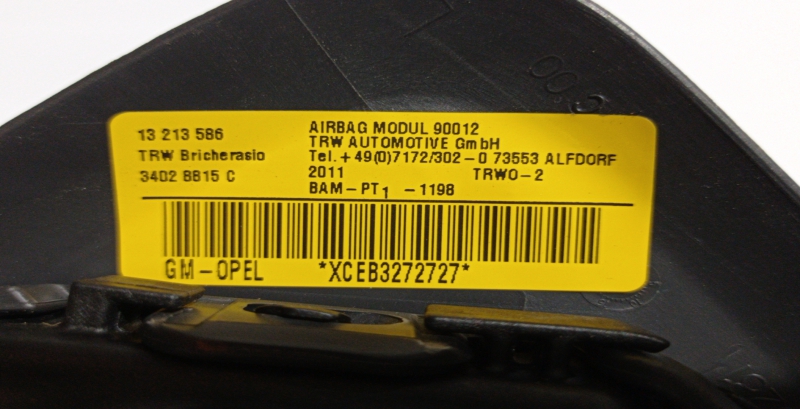 13 213 586
TRW Bricherasio
3402 8815 C
AIRBAG MODUL 90012
TRW AUTOMOTIVE GmbH
Tel.+49(0)7172/302-0 73553 ALFDORF
2011 TRWO-2
BAM-PT1 -1198
GM-OPEL *XCEB3272727*